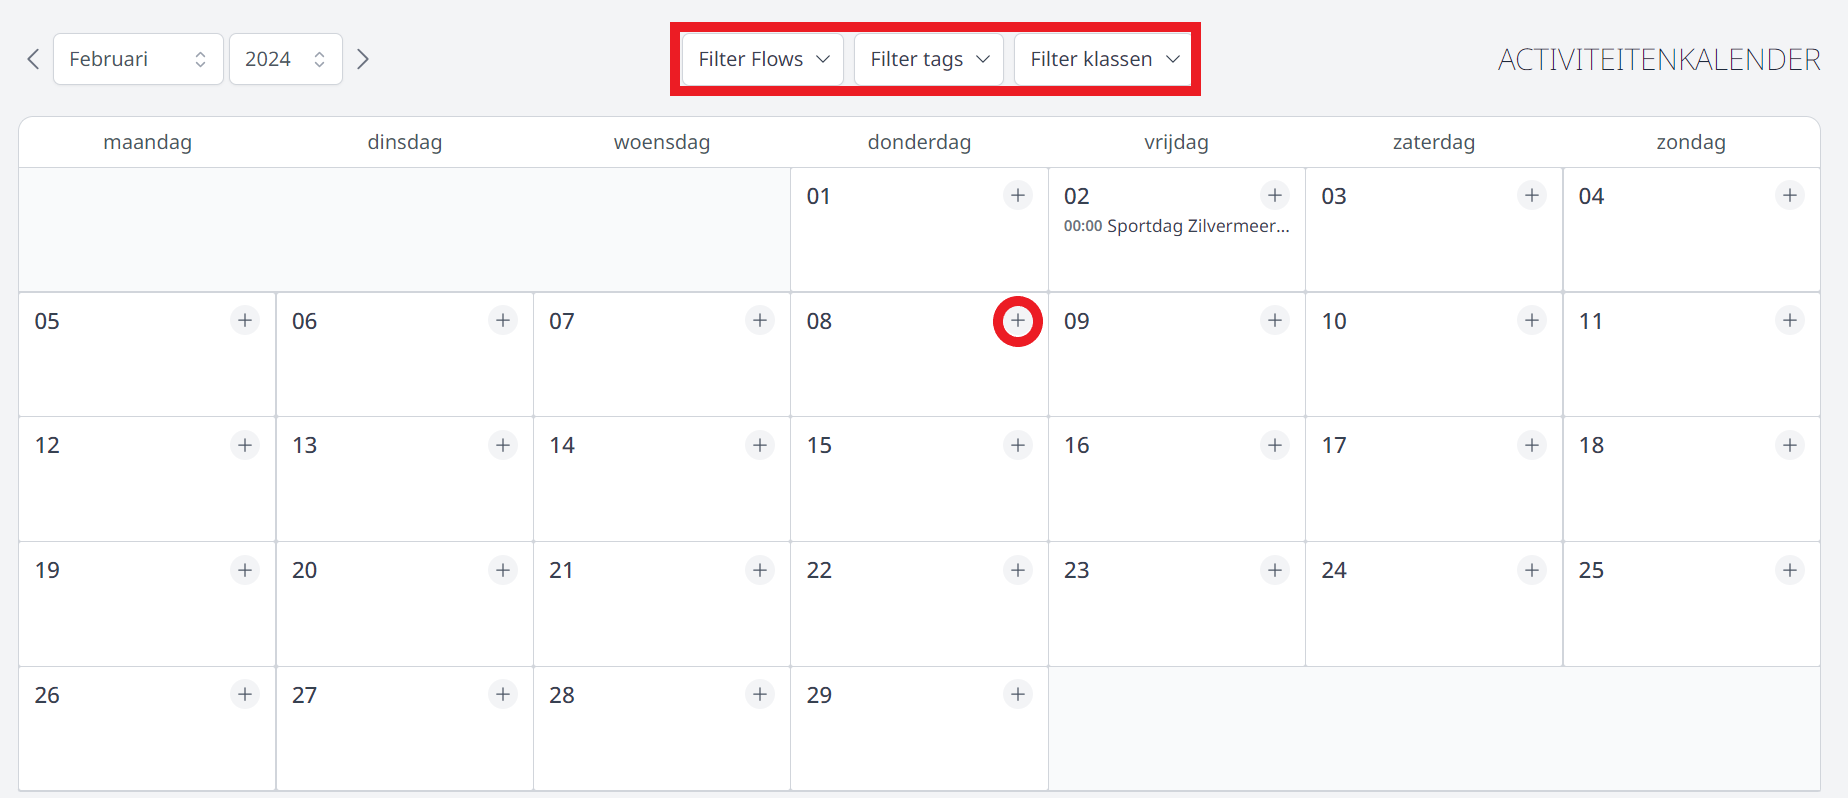 Februari 2024 Filter Flows Filter tags Filter klassen ACTIVITEITENKALENDER
maandag dinsdag woensdag donderdag vrijdag zaterdag zondag
01 + 02 + 03 + 04 +
00:00 Sportdag Zilvermeer...
05 + 06 + 07 + 08 + 09 + 10 + 11 +
12 + 13 + 14 + 15 + 16 + 17 + 18 +
19 + 20 + 21 + 22 + 23 + 24 + 25 +
26 + 27 + 28 + 29 +